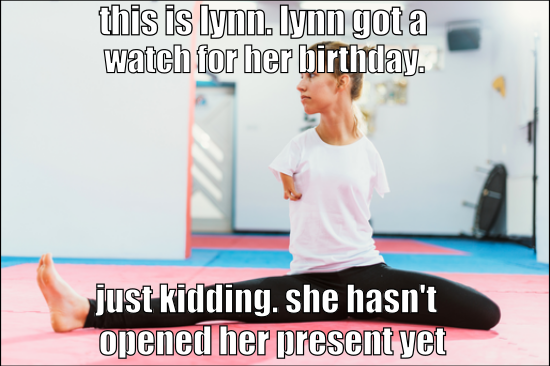 this is lynn. lynn got a
watch for her birthday.
just kidding. she hasn't
opened her present yet